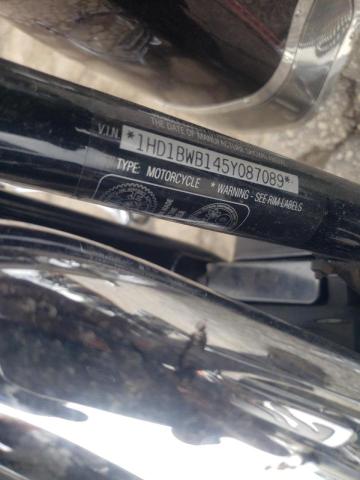 THE DATE OF MANUFACTURE
VIN *1HD1BWB145Y087089*
TYPE: MOTORCYCLE * WARNING - SEE RIM LABELS